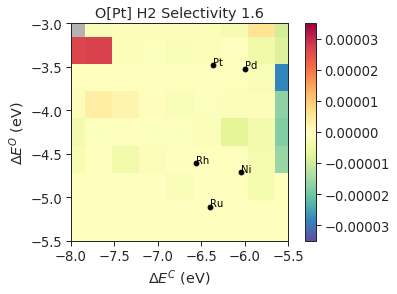 O[Pt] H2 Selectivity 1.6
−3.0
−3.5
−4.0
−4.5
−5.0
−5.5
ΔE^O (eV)
Pt
Pd
Rh
Ni
Ru
−8.0 −7.5 −7.0 −6.5 −6.0 −5.5
ΔE^C (eV)
0.00003
0.00002
0.00001
0.00000
−0.00001
−0.00002
−0.00003